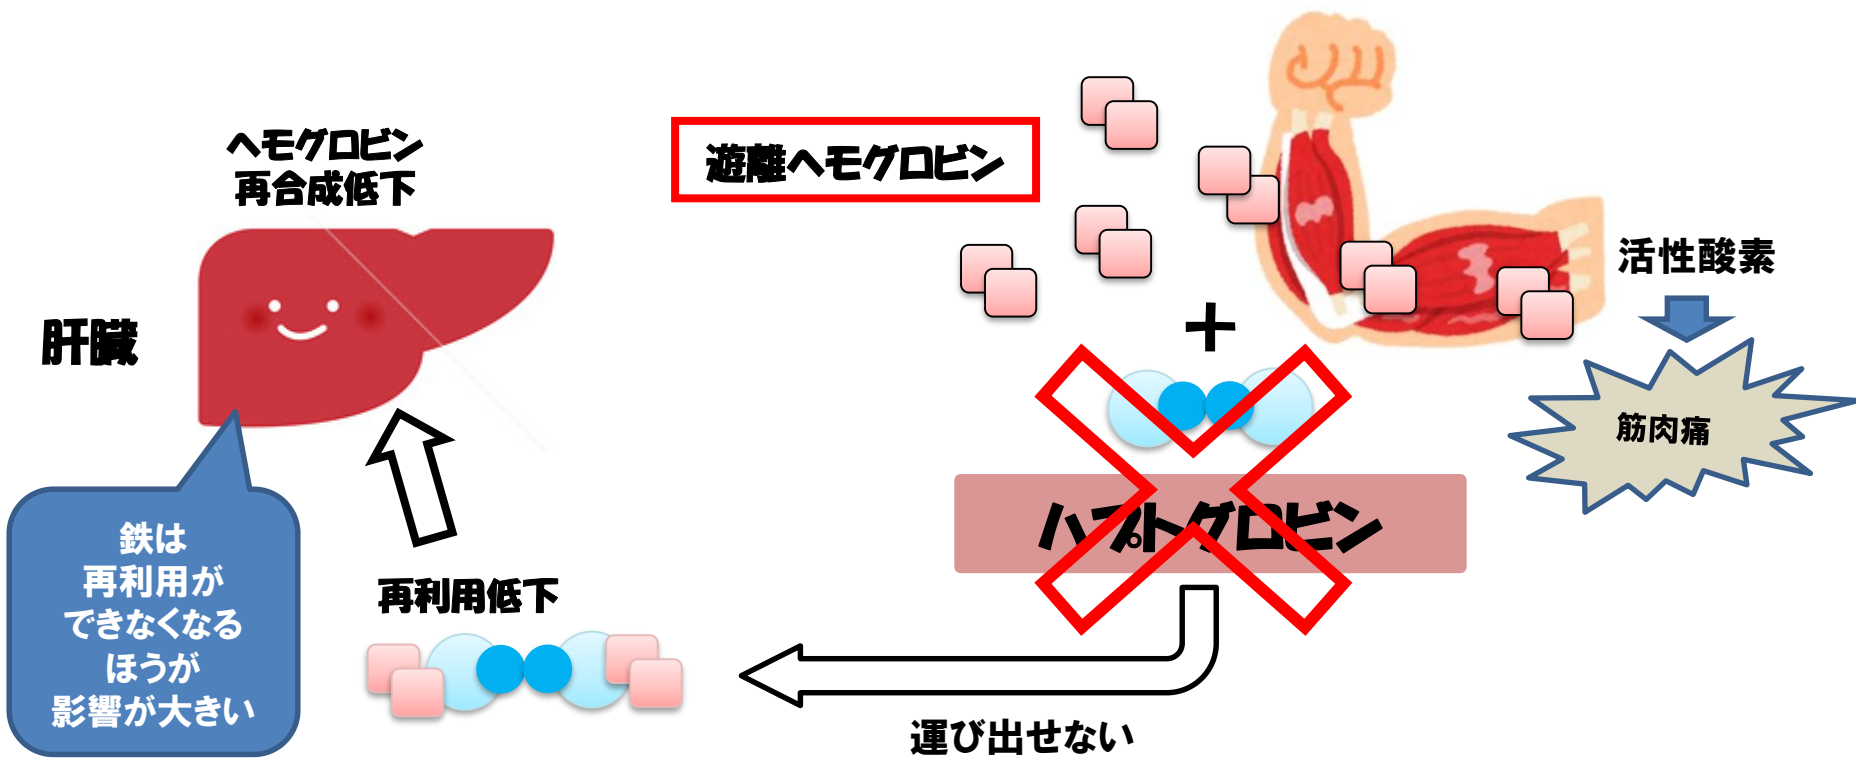 ヘモグロビン
再合成低下
遊離ヘモグロビン
肝臓
活性酸素
筋肉痛
ハプトグロビン
鉄は
再利用が
できなくなる
ほうが
影響が大きい
再利用低下
運び出せない